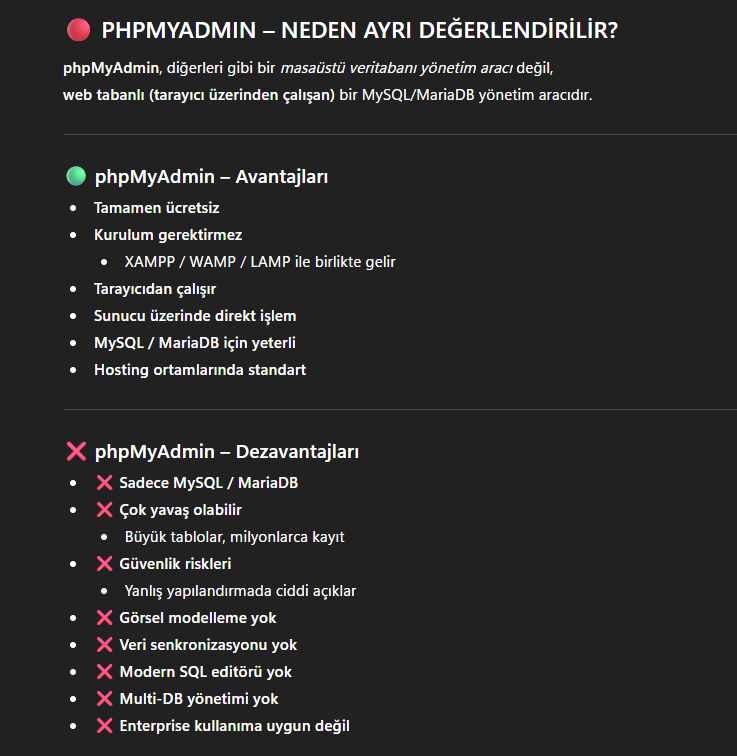 PHPMYADMIN – NEDEN AYRI DEĞERLENDİRİLİR?
phpMyAdmin, diğerleri gibi bir masaüstü veritabanı yönetim aracı değil,
web tabanlı (tarayıcı üzerinden çalışan) bir MySQL/MariaDB yönetim aracıdır.
phpMyAdmin – Avantajları
Tamamen ücretsiz
Kurulum gerektirmez
XAMPP / WAMP / LAMP ile birlikte gelir
Tarayıcıdan çalışır
Sunucu üzerinde direkt işlem
MySQL / MariaDB için yeterli
Hosting ortamlarında standart
❌ phpMyAdmin – Dezavantajları
❌ Sadece MySQL / MariaDB
❌ Çok yavaş olabilir
Büyük tablolar, milyonlarca kayıt
❌ Güvenlik riskleri
Yanlış yapılandırmada ciddi açıklar
❌ Görsel modelleme yok
❌ Veri senkronizasyonu yok
❌ Modern SQL editörü yok
❌ Multi-DB yönetimi yok
❌ Enterprise kullanıma uygun değil